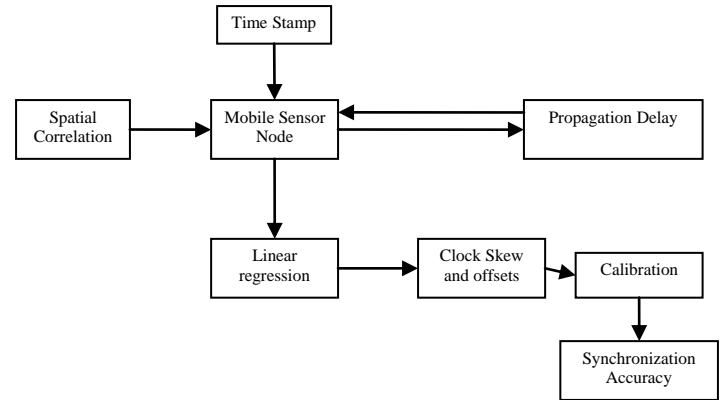 Time Stamp
Spatial
Correlation
Mobile Sensor
Node
Propagation Delay
Linear
regression
Clock Skew
and offsets
Calibration
Synchronization
Accuracy